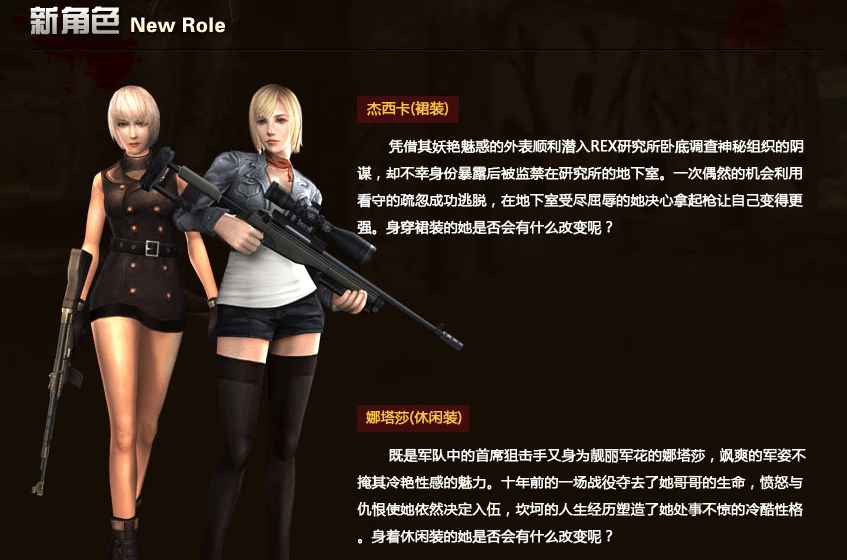 新角色 New Role
杰西卡(裙装)
凭借其妖艳魅惑的外表顺利潜入REX研究所卧底调查神秘组织的阴
谋，却不幸身份暴露后被监禁在研究所的地下室。一次偶然的机会利用
看守的疏忽成功逃脱，在地下室受尽屈辱的她决心拿起枪让自己变得更
强。身穿裙装的她是否会有什么改变呢？
娜塔莎(休闲装)
既是军队中的首席狙击手又身为靓丽军花的娜塔莎，飒爽的军姿不
掩其冷艳性感的魅力。十年前的一场战役夺去了她哥哥的生命，愤怒与
仇恨使她依然决定入伍，坎坷的人生经历塑造了她处事不惊的冷酷性格
。身着休闲装的她是否会有什么改变呢？